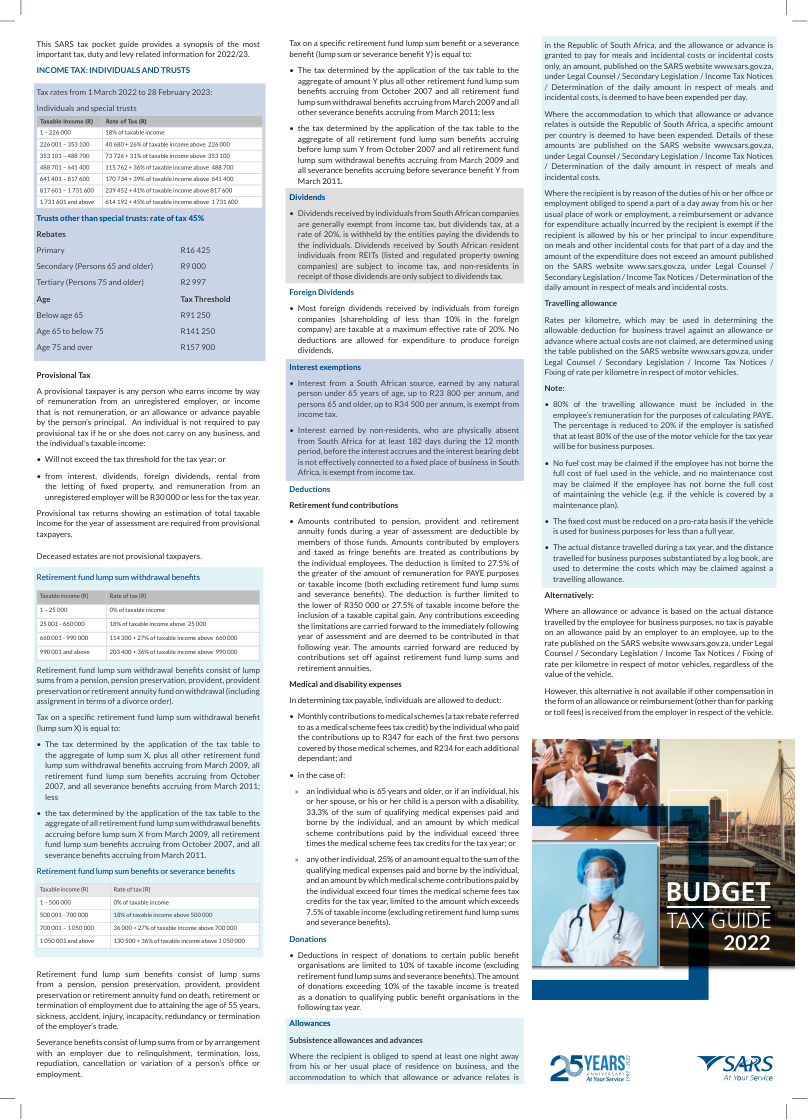 This SARS tax pocket guide provides a synopsis of the most
important tax, duty and levy related information for 2022/23.
INCOME TAX: INDIVIDUALS AND TRUSTS
Tax rates from 1 March 2022 to 28 February 2023:
Individuals and special trusts
Taxable Income (R) Rate of Tax (R)
1 – 226 000 18% of taxable income
226 001 – 353 100 40 680 + 26% of taxable income above 226 000
353 101 – 488 700 73 726 + 31% of taxable income above 353 100
488 701 – 641 400 115 762 + 36% of taxable income above 488 700
641 401 – 817 600 170 734 + 39% of taxable income above 641 400
817 601 – 1 731 600 239 452 + 41% of taxable income above 817 600
1 731 601 and above 614 192 + 45% of taxable income above 1 731 600
Trusts other than special trusts: rate of tax 45%
Rebates
Primary R16 425
Secondary (Persons 65 and older) R9 000
Tertiary (Persons 75 and older) R2 997
Age Tax Threshold
Below age 65 R91 250
Age 65 to below 75 R141 250
Age 75 and over R157 900
Provisional Tax
A provisional taxpayer is any person who earns income by way
of remuneration from an unregistered employer, or income
that is not remuneration, or an allowance or advance payable
by the person's principal. An individual is not required to pay
provisional tax if he or she does not carry on any business, and
the individual's taxable income:
• Will not exceed the tax threshold for the tax year; or
• from interest, dividends, foreign dividends, rental from
the letting of fixed property, and remuneration from an
unregistered employer will be R30 000 or less for the tax year.
Provisional tax returns showing an estimation of total taxable
income for the year of assessment are required from provisional
taxpayers.
Deceased estates are not provisional taxpayers.
Retirement fund lump sum withdrawal benefits
Taxable income (R) Rate of tax (R)
1 – 25 000 0% of taxable income
25 001 - 660 000 18% of taxable income above 25 000
660 001 - 990 000 114 300 + 27% of taxable income above 660 000
990 001 and above 203 400 + 36% of taxable income above 990 000
Retirement fund lump sum withdrawal benefits consist of lump
sums from a pension, pension preservation, provident, provident
preservation or retirement annuity fund on withdrawal (including
assignment in terms of a divorce order).
Tax on a specific retirement fund lump sum withdrawal benefit
(lump sum X) is equal to:
• The tax determined by the application of the tax table to
the aggregate of lump sum X, plus all other retirement fund
lump sum withdrawal benefits accruing from March 2009, all
retirement fund lump sum benefits accruing from October
2007, and all severance benefits accruing from March 2011;
less
• the tax determined by the application of the tax table to the
aggregate of all retirement fund lump sum withdrawal benefits
accruing before lump sum X from March 2009, all retirement
fund lump sum benefits accruing from October 2007, and all
severance benefits accruing from March 2011.
Retirement fund lump sum benefits or severance benefits
Taxable income (R) Rate of tax (R)
1 – 500 000 0% of taxable income
500 001 - 700 000 18% of taxable income above 500 000
700 001 – 1 050 000 36 000 + 27% of taxable income above 700 000
1 050 001 and above 130 500 + 36% of taxable income above 1 050 000
Retirement fund lump sum benefits consist of lump sums
from a pension, pension preservation, provident, provident
preservation or retirement annuity fund on death, retirement or
termination of employment due to attaining the age of 55 years,
sickness, accident, injury, incapacity, redundancy or termination
of the employer's trade.
Severance benefits consist of lump sums from or by arrangement
with an employer due to relinquishment, termination, loss,
repudiation, cancellation or variation of a person's office or
employment.
Tax on a specific retirement fund lump sum benefit or a severance
benefit (lump sum or severance benefit Y) is equal to:
• The tax determined by the application of the tax table to the
aggregate of amount Y plus all other retirement fund lump sum
benefits accruing from October 2007 and all retirement fund
lump sum withdrawal benefits accruing from March 2009 and all
other severance benefits accruing from March 2011; less
• the tax determined by the application of the tax table to the
aggregate of all retirement fund lump sum benefits accruing
before lump sum Y from October 2007 and all retirement fund
lump sum withdrawal benefits accruing from March 2009 and
all severance benefits accruing before severance benefit Y from
March 2011.
Dividends
• Dividends received by individuals from South African companies
are generally exempt from income tax, but dividends tax, at a
rate of 20%, is withheld by the entities paying the dividends to
the individuals. Dividends received by South African resident
individuals from REITs (listed and regulated property owning
companies) are subject to income tax, and non-residents in
receipt of those dividends are only subject to dividends tax.
Foreign Dividends
• Most foreign dividends received by individuals from foreign
companies (shareholding of less than 10% in the foreign
company) are taxable at a maximum effective rate of 20%. No
deductions are allowed for expenditure to produce foreign
dividends.
Interest exemptions
• Interest from a South African source, earned by any natural
person under 65 years of age, up to R23 800 per annum, and
persons 65 and older, up to R34 500 per annum, is exempt from
income tax.
• Interest earned by non-residents, who are physically absent
from South Africa for at least 182 days during the 12 month
period, before the interest accrues and the interest bearing debt
is not effectively connected to a fixed place of business in South
Africa, is exempt from income tax.
Deductions
Retirement fund contributions
• Amounts contributed to pension, provident and retirement
annuity funds during a year of assessment are deductible by
members of those funds. Amounts contributed by employers
and taxed as fringe benefits are treated as contributions by
the individual employees. The deduction is limited to 27.5% of
the greater of the amount of remuneration for PAYE purposes
or taxable income (both excluding retirement fund lump sums
and severance benefits). The deduction is further limited to
the lower of R350 000 or 27.5% of taxable income before the
inclusion of a taxable capital gain. Any contributions exceeding
the limitations are carried forward to the immediately following
year of assessment and are deemed to be contributed in that
following year. The amounts carried forward are reduced by
contributions set off against retirement fund lump sums and
retirement annuities.
Medical and disability expenses
In determining tax payable, individuals are allowed to deduct:
• Monthly contributions to medical schemes (a tax rebate referred
to as a medical scheme fees tax credit) by the individual who paid
the contributions up to R347 for each of the first two persons
covered by those medical schemes, and R234 for each additional
dependant; and
• in the case of:
» an individual who is 65 years and older, or if an individual, his
or her spouse, or his or her child is a person with a disability,
33.3% of the sum of qualifying medical expenses paid and
borne by the individual, and an amount by which medical
scheme contributions paid by the individual exceed three
times the medical scheme fees tax credits for the tax year; or
» any other individual, 25% of an amount equal to the sum of the
qualifying medical expenses paid and borne by the individual,
and an amount by which medical scheme contributions paid by
the individual exceed four times the medical scheme fees tax
credits for the tax year, limited to the amount which exceeds
7.5% of taxable income (excluding retirement fund lump sums
and severance benefits).
Donations
• Deductions in respect of donations to certain public benefit
organisations are limited to 10% of taxable income (excluding
retirement fund lump sums and severance benefits). The amount
of donations exceeding 10% of the taxable income is treated
as a donation to qualifying public benefit organisations in the
following tax year.
Allowances
Subsistence allowances and advances
Where the recipient is obliged to spend at least one night away
from his or her usual place of residence on business, and the
accommodation to which that allowance or advance relates is
in the Republic of South Africa, and the allowance or advance is
granted to pay for meals and incidental costs or incidental costs
only, an amount, published on the SARS website www.sars.gov.za,
under Legal Counsel / Secondary Legislation / Income Tax Notices
/ Determination of the daily amount in respect of meals and
incidental costs, is deemed to have been expended per day.
Where the accommodation to which that allowance or advance
relates is outside the Republic of South Africa, a specific amount
per country is deemed to have been expended. Details of these
amounts are published on the SARS website www.sars.gov.za,
under Legal Counsel / Secondary Legislation / Income Tax Notices
/ Determination of the daily amount in respect of meals and
incidental costs.
Where the recipient is by reason of the duties of his or her office or
employment obliged to spend a part of a day away from his or her
usual place of work or employment, a reimbursement or advance
for expenditure actually incurred by the recipient is exempt if the
recipient is allowed by his or her principal to incur expenditure
on meals and other incidental costs for that part of a day and the
amount of the expenditure does not exceed an amount published
on the SARS website www.sars.gov.za, under Legal Counsel /
Secondary Legislation / Income Tax Notices / Determination of the
daily amount in respect of meals and incidental costs.
Travelling allowance
Rates per kilometre, which may be used in determining the
allowable deduction for business travel against an allowance or
advance where actual costs are not claimed, are determined using
the table published on the SARS website www.sars.gov.za, under
Legal Counsel / Secondary Legislation / Income Tax Notices /
Fixing of rate per kilometre in respect of motor vehicles.
Note:
• 80% of the travelling allowance must be included in the
employee's remuneration for the purposes of calculating PAYE.
The percentage is reduced to 20% if the employer is satisfied
that at least 80% of the use of the motor vehicle for the tax year
will be for business purposes.
• No fuel cost may be claimed if the employee has not borne the
full cost of fuel used in the vehicle, and no maintenance cost
may be claimed if the employee has not borne the full cost
of maintaining the vehicle (e.g. if the vehicle is covered by a
maintenance plan).
• The fixed cost must be reduced on a pro-rata basis if the vehicle
is used for business purposes for less than a full year.
• The actual distance travelled during a tax year, and the distance
travelled for business purposes substantiated by a log book, are
used to determine the costs which may be claimed against a
travelling allowance.
Alternatively:
Where an allowance or advance is based on the actual distance
travelled by the employee for business purposes, no tax is payable
on an allowance paid by an employer to an employee, up to the
rate published on the SARS website www.sars.gov.za, under Legal
Counsel / Secondary Legislation / Income Tax Notices / Fixing of
rate per kilometre in respect of motor vehicles, regardless of the
value of the vehicle.
However, this alternative is not available if other compensation in
the form of an allowance or reimbursement (other than for parking
or toll fees) is received from the employer in respect of the vehicle.
BUDGET
TAX GUIDE
2022
25 YEARS
ANNIVERSARY
At Your Service
1997 - 2022
SARS
At Your Service